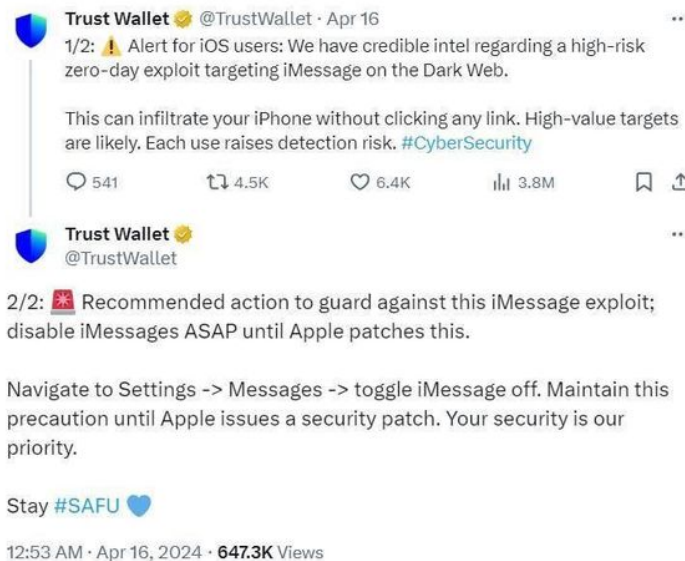 Trust Wallet @TrustWallet · Apr 16
1/2: ⚠️ Alert for iOS users: We have credible intel regarding a high-risk
zero-day exploit targeting iMessage on the Dark Web.
This can infiltrate your iPhone without clicking any link. High-value targets
are likely. Each use raises detection risk. #CyberSecurity
541 4.5K 6.4K 3.8M
Trust Wallet
@TrustWallet
2/2: 🚨 Recommended action to guard against this iMessage exploit;
disable iMessages ASAP until Apple patches this.
Navigate to Settings -> Messages -> toggle iMessage off. Maintain this
precaution until Apple issues a security patch. Your security is our
priority.
Stay #SAFU 💙
12:53 AM · Apr 16, 2024 · 647.3K Views